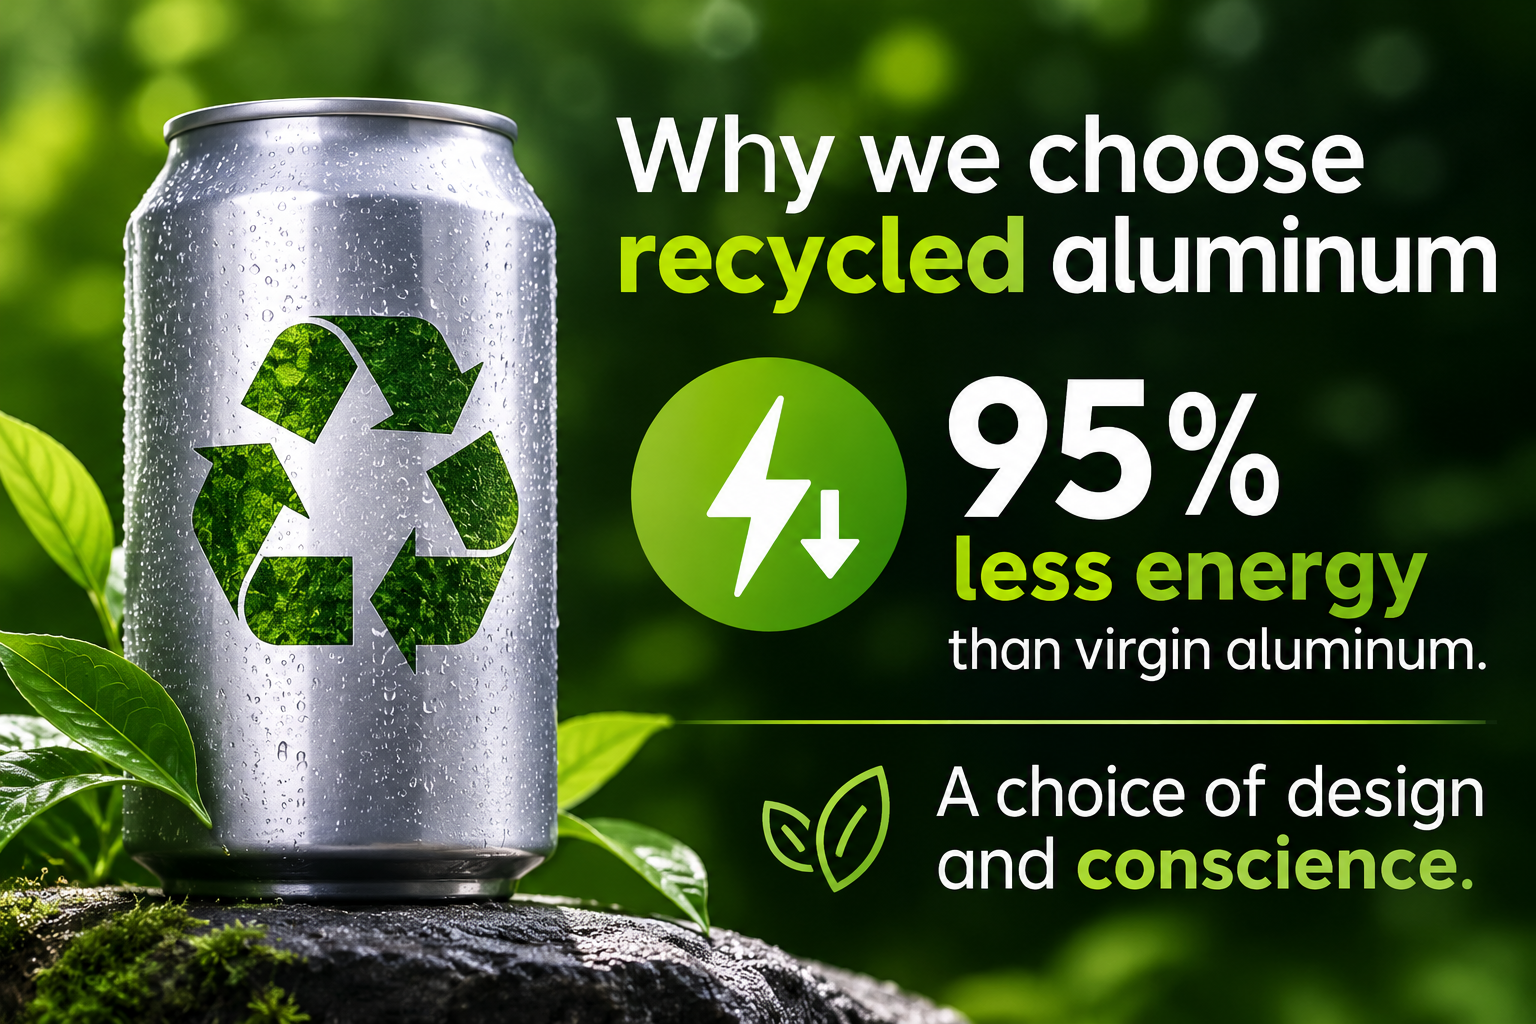 Why we choose
recycled aluminum
95%
less energy
than virgin aluminum.
A choice of design
and conscience.